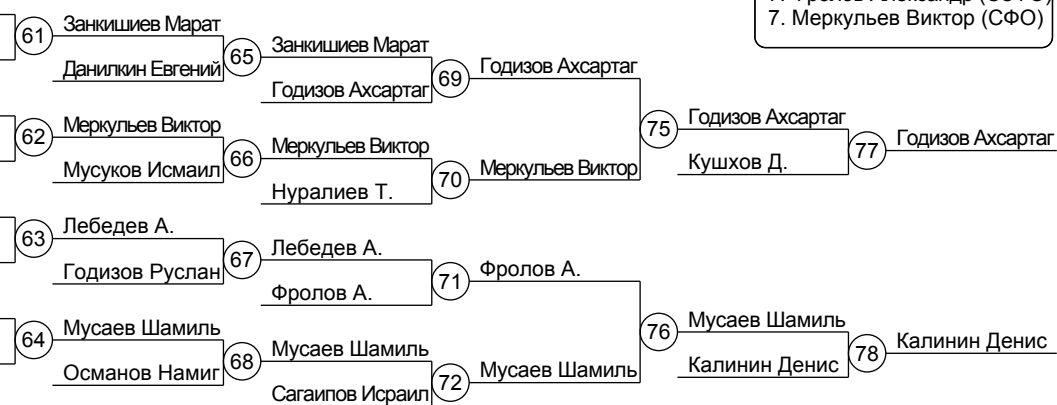 7. Меркульев Виктор (СФО)
61
Занкишиев Марат
Данилкин Евгений
65
Занкишиев Марат
Годизов Ахсартаг
69
Годизов Ахсартаг
62
Меркульев Виктор
Мусуков Исмаил
66
Меркульев Виктор
Нуралиев Т.
70
Меркульев Виктор
75
Годизов Ахсартаг
Кушхов Д.
77
Годизов Ахсартаг
63
Лебедев А.
Годизов Руслан
67
Лебедев А.
Фролов А.
71
Фролов А.
64
Мусаев Шамиль
Османов Намиг
68
Мусаев Шамиль
Сагаипов Исраил
72
Мусаев Шамиль
76
Мусаев Шамиль
Калинин Денис
78
Калинин Денис